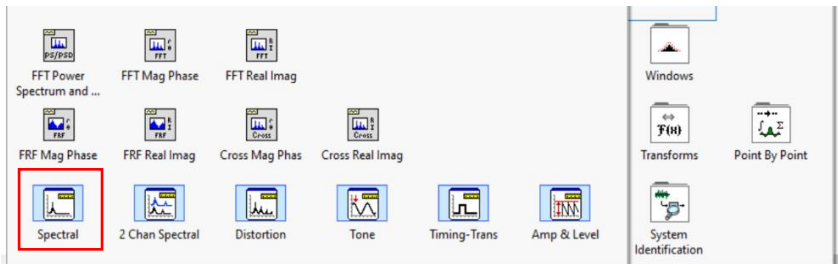 PS/PSD
FFT
FFT
FFT Power
Spectrum and ...
FFT Mag Phase
FFT Real Imag
Windows
FRF
FRF
Cross
Cross
F(H)
FRF Mag Phase
FRF Real Imag
Cross Mag Phas
Cross Real Imag
Transforms
Point By Point
Spectral
2 Chan Spectral
Distortion
Tone
Timing-Trans
Amp & Level
System
Identification